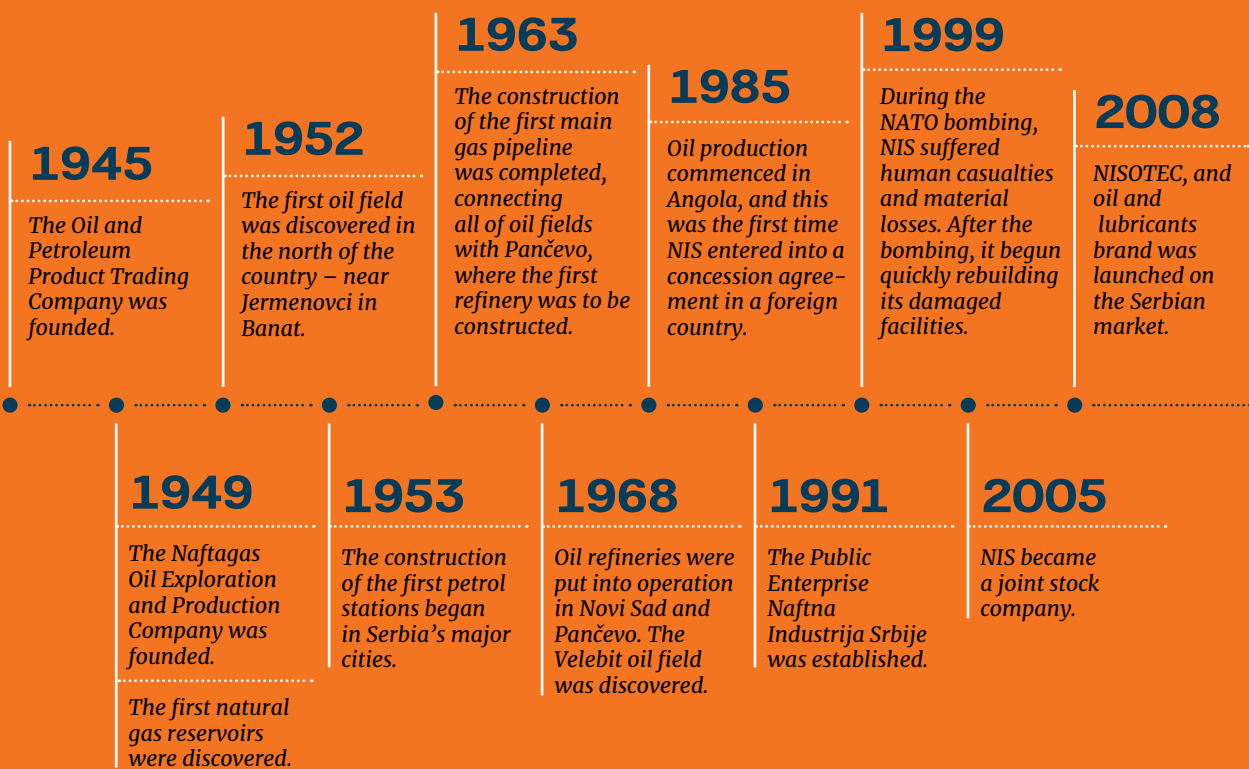 1945
The Oil and
Petroleum
Product Trading
Company was
founded.
1949
The Naftagas
Oil Exploration
and Production
Company was
founded.
The first natural
gas reservoirs
were discovered.
1952
The first oil field
was discovered in
the north of the
country – near
Jermenovci in
Banat.
1953
The construction
of the first petrol
stations began
in Serbia’s major
cities.
1963
The construction
of the first main
gas pipeline
was completed,
connecting
all of oil fields
with Pančevo,
where the first
refinery was to be
constructed.
1968
Oil refineries were
put into operation
in Novi Sad and
Pančevo. The
Velebit oil field
was discovered.
1985
Oil production
commenced in
Angola, and this
was the first time
NIS entered into a
concession agree-
ment in a foreign
country.
1991
The Public
Enterprise
Naftna
Industrija Srbije
was established.
1999
During the
NATO bombing,
NIS suffered
human casualties
and material
losses. After the
bombing, it begun
quickly rebuilding
its damaged
facilities.
2005
NIS became
a joint stock
company.
2008
NISOTEC, and
oil and
lubricants
brand was
launched on
the Serbian
market.